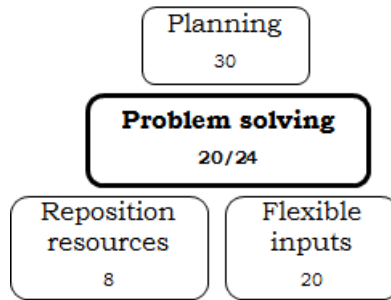 Planning
30
Problem solving
20/24
Reposition
resources
8
Flexible
inputs
20